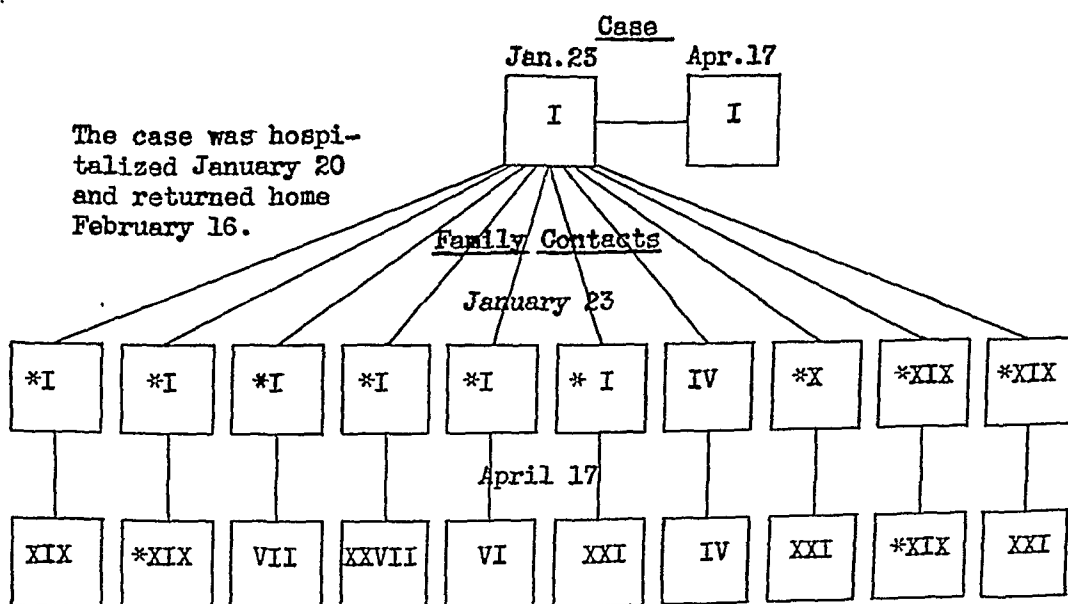 Case
Jan.23 Apr.17
I I
The case was hospi-
talized January 20
and returned home
February 16.
Family Contacts
January 23
*I *I *I *I *I * I IV *X *XIX *XIX
April 17
XIX *XIX VII XXVII VI XXI IV XXI *XIX XXI